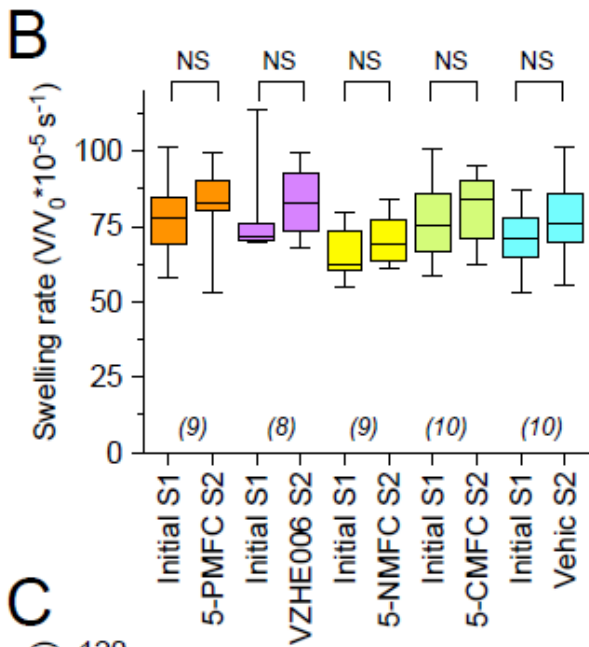 B
NS NS NS NS NS
Swelling rate (V/V0*10-5 s-1)
100
75
50
25
0
(9) (8) (9) (10) (10)
Initial S1
5-PMFC S2
Initial S1
VZHE006 S2
Initial S1
5-NMFC S2
Initial S1
5-CMFC S2
Initial S1
Vehic S2
C